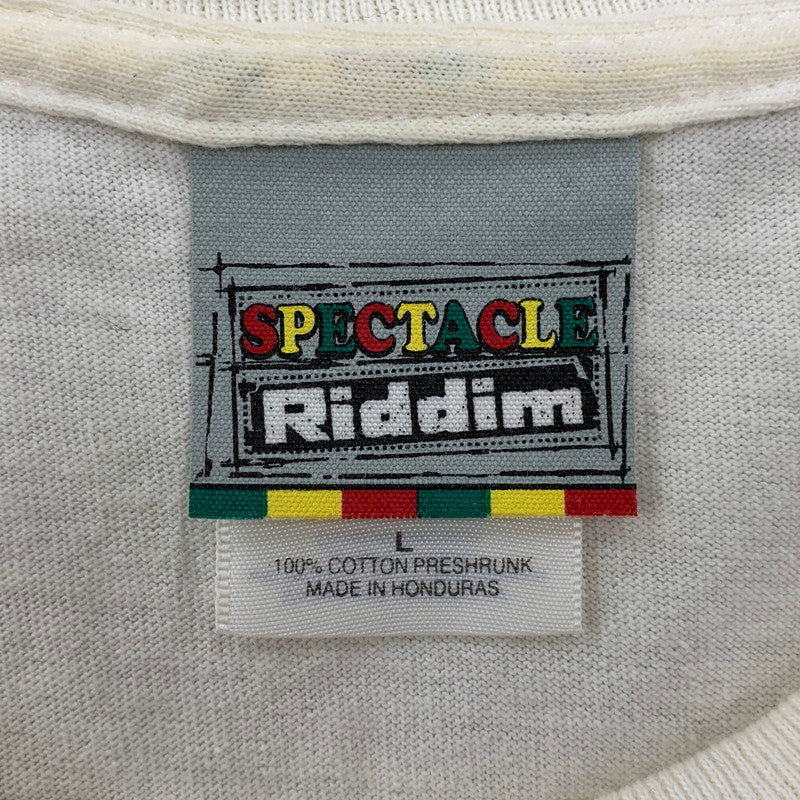 SPECTACLE
Riddim
L
100% COTTON PRESHRUNK
MADE IN HONDURAS